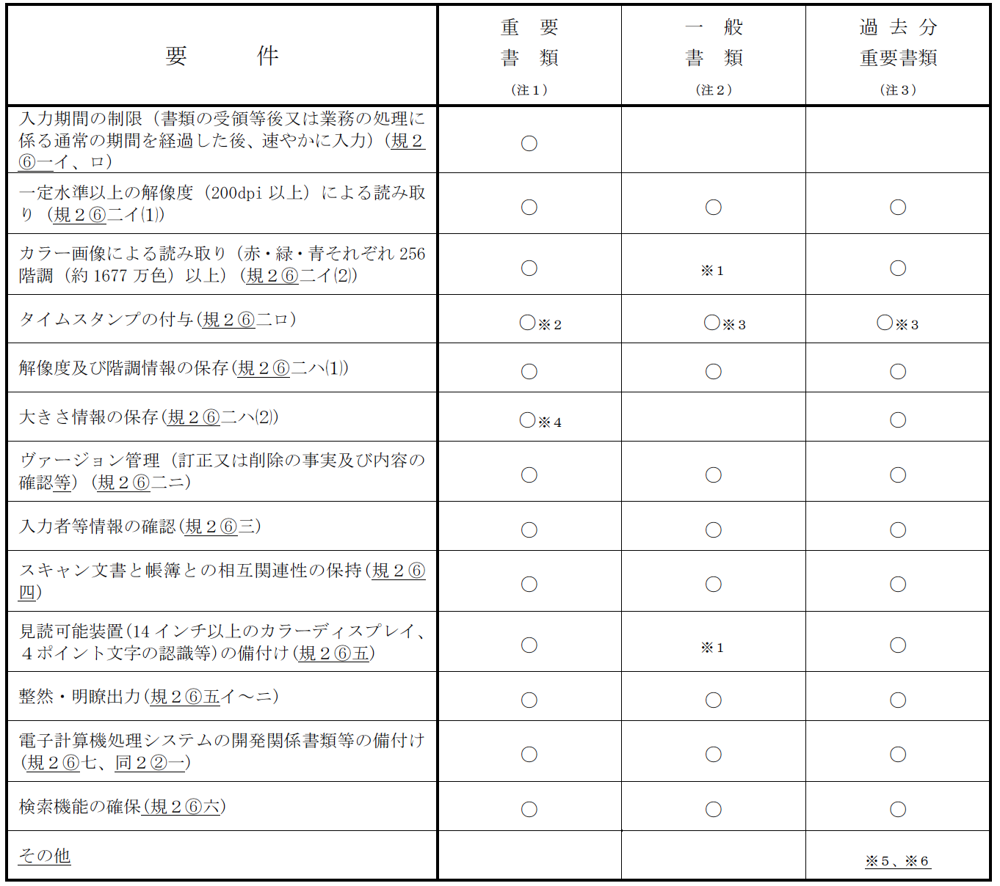 要　件
重　要
書　類
（注１）
一　般
書　類
（注２）
過 去 分
重要書類
（注３）
入力期間の制限（書類の受領等後又は業務の処理に
係る通常の期間を経過した後、速やかに入力）（規２
⑥一イ、ロ）
○
一定水準以上の解像度（200dpi 以上）による読み取
り（規２⑥二イ⑴）
○
○
○
カラー画像による読み取り（赤・緑・青それぞれ 256
階調（約 1677 万色）以上）（規２⑥二イ⑵）
○
※１
○
タイムスタンプの付与（規２⑥二ロ）
○※２
○※３
○※３
解像度及び階調情報の保存（規２⑥二ハ⑴）
○
○
○
大きさ情報の保存（規２⑥二ハ⑵）
○※４
○
ヴァージョン管理（訂正又は削除の事実及び内容の
確認等）（規２⑥二ニ）
○
○
○
入力者等情報の確認（規２⑥三）
○
○
○
スキャン文書と帳簿との相互関連性の保持（規２⑥
四）
○
○
○
見読可能装置（14 インチ以上のカラーディスプレイ、
４ポイント文字の認識等）の備付け（規２⑥五）
○
※１
○
整然・明瞭出力（規２⑥五イ～ニ）
○
○
○
電子計算機処理システムの開発関係書類等の備付け
（規２⑥七、同２②一）
○
○
○
検索機能の確保（規２⑥六）
○
○
○
その他
※５、※６